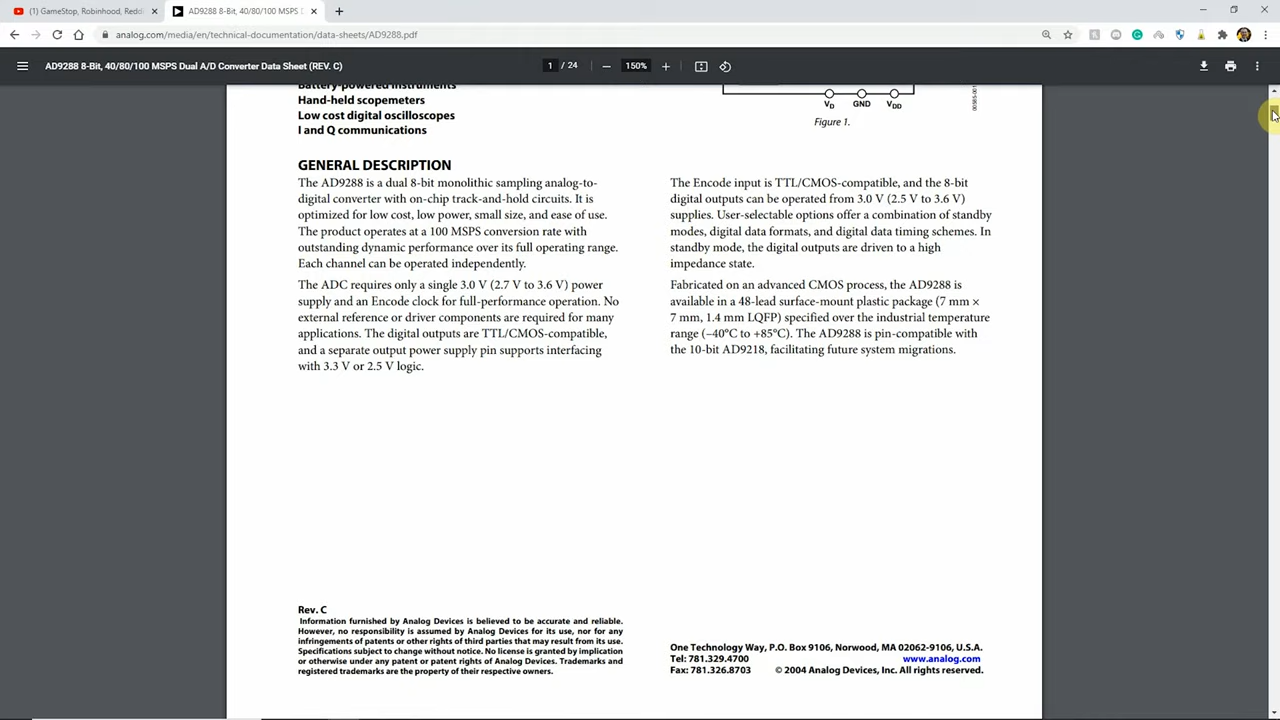 (1) GameStop, Robinhood, Reddi
AD9288 8-Bit, 40/80/100 MSPS D
analog.com/media/en/technical-documentation/data-sheets/AD9288.pdf
AD9288 8-Bit, 40/80/100 MSPS Dual A/D Converter Data Sheet (REV. C)
1 / 24
150%
Battery-powered instruments
Hand-held scopemeters
Low cost digital oscilloscopes
I and Q communications
VD GND VDD
Figure 1.
00585-001
GENERAL DESCRIPTION
The AD9288 is a dual 8-bit monolithic sampling analog-to-
digital converter with on-chip track-and-hold circuits. It is
optimized for low cost, low power, small size, and ease of use.
The product operates at a 100 MSPS conversion rate with
outstanding dynamic performance over its full operating range.
Each channel can be operated independently.
The ADC requires only a single 3.0 V (2.7 V to 3.6 V) power
supply and an Encode clock for full-performance operation. No
external reference or driver components are required for many
applications. The digital outputs are TTL/CMOS-compatible,
and a separate output power supply pin supports interfacing
with 3.3 V or 2.5 V logic.
The Encode input is TTL/CMOS-compatible, and the 8-bit
digital outputs can be operated from 3.0 V (2.5 V to 3.6 V)
supplies. User-selectable options offer a combination of standby
modes, digital data formats, and digital data timing schemes. In
standby mode, the digital outputs are driven to a high
impedance state.
Fabricated on an advanced CMOS process, the AD9288 is
available in a 48-lead surface-mount plastic package (7 mm ×
7 mm, 1.4 mm LQFP) specified over the industrial temperature
range (–40°C to +85°C). The AD9288 is pin-compatible with
the 10-bit AD9218, facilitating future system migrations.
Rev. C
Information furnished by Analog Devices is believed to be accurate and reliable.
However, no responsibility is assumed by Analog Devices for its use, nor for any
infringements of patents or other rights of third parties that may result from its use.
Specifications subject to change without notice. No license is granted by implication
or otherwise under any patent or patent rights of Analog Devices. Trademarks and
registered trademarks are the property of their respective owners.
One Technology Way, P.O. Box 9106, Norwood, MA 02062-9106, U.S.A.
Tel: 781.329.4700 www.analog.com
Fax: 781.326.8703 © 2004 Analog Devices, Inc. All rights reserved.